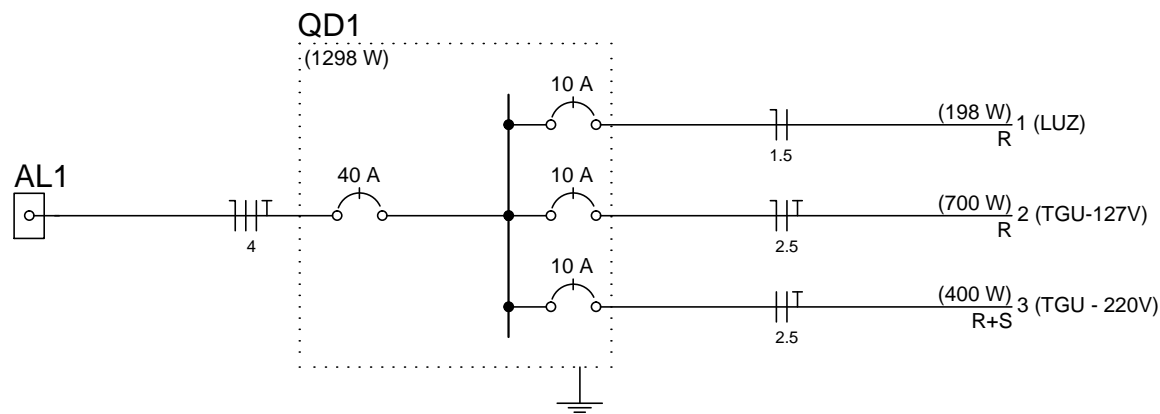 QD1
(1298 W)
10 A
(198 W) 1 (LUZ)
R
1.5
AL1
40 A
10 A
(700 W) 2 (TGU-127V)
R
4
2.5
10 A
(400 W) 3 (TGU - 220V)
R+S
2.5